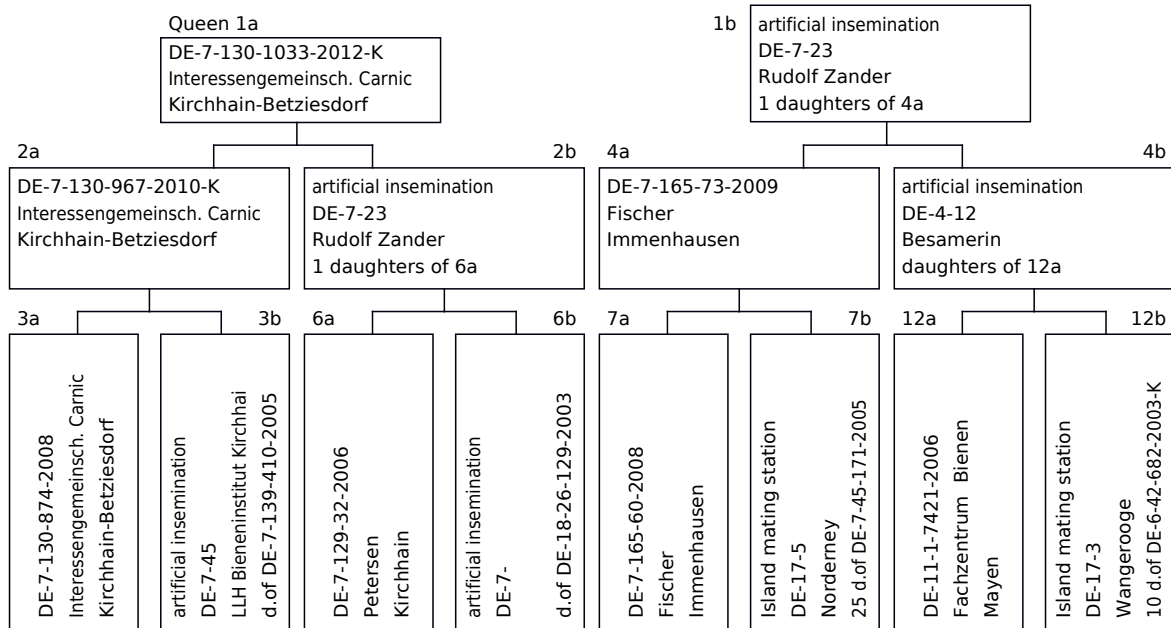 Queen 1a
DE-7-130-1033-2012-K
Interessengemeinsch. Carnic
Kirchhain-Betziesdorf
1b
artificial insemination
DE-7-23
Rudolf Zander
1 daughters of 4a
2a
DE-7-130-967-2010-K
Interessengemeinsch. Carnic
Kirchhain-Betziesdorf
2b
artificial insemination
DE-7-23
Rudolf Zander
1 daughters of 6a
4a
DE-7-165-73-2009
Fischer
Immenhausen
4b
artificial insemination
DE-4-12
Besamerin
daughters of 12a
3a
DE-7-130-874-2008
Interessengemeinsch. Carnic
Kirchhain-Betziesdorf
3b
artificial insemination
DE-7-45
LLH Bieneninstitut Kirchhai
d.of DE-7-139-410-2005
6a
DE-7-129-32-2006
Petersen
Kirchhain
6b
artificial insemination
DE-7-
d.of DE-18-26-129-2003
7a
DE-7-165-60-2008
Fischer
Immenhausen
7b
Island mating station
DE-17-5
Norderney
25 d.of DE-7-45-171-2005
12a
DE-11-1-7421-2006
Fachzentrum  Bienen
Mayen
12b
Island mating station
DE-17-3
Wangerooge
10 d.of DE-6-42-682-2003-K